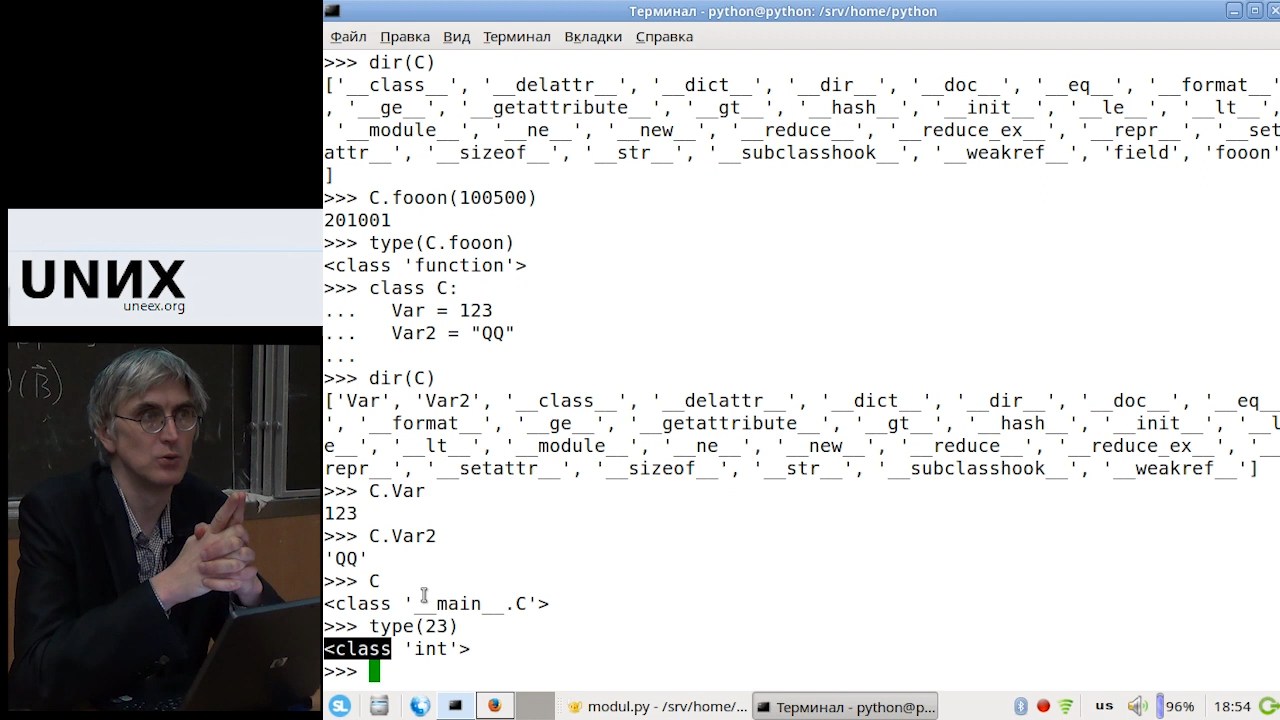 Терминал - python@python: /srv/home/python
Файл Правка Вид Терминал Вкладки Справка
>>> dir(C)
['__class__', '__delattr__', '__dict__', '__dir__', '__doc__', '__eq__', '__format__'
, '__ge__', '__getattribute__', '__gt__', '__hash__', '__init__', '__le__', '__lt__',
'__module__', '__ne__', '__new__', '__reduce__', '__reduce_ex__', '__repr__', '__set
attr__', '__sizeof__', '__str__', '__subclasshook__', '__weakref__', 'field', 'fooon'
]
>>> C.fooon(100500)
201001
>>> type(C.fooon)
<class 'function'>
>>> class C:
...   Var = 123
...   Var2 = "QQ"
...
>>> dir(C)
['Var', 'Var2', '__class__', '__delattr__', '__dict__', '__dir__', '__doc__', '__eq__
', '__format__', '__ge__', '__getattribute__', '__gt__', '__hash__', '__init__', '__l
e__', '__lt__', '__module__', '__ne__', '__new__', '__reduce__', '__reduce_ex__', '__
repr__', '__setattr__', '__sizeof__', '__str__', '__subclasshook__', '__weakref__']
>>> C.Var
123
>>> C.Var2
'QQ'
>>> C
<class '__main__.C'>
>>> type(23)
<class 'int'>
>>>
UNИX
uneex.org
(B)
SL modul.py - /srv/home/... Терминал - python@p... us 96% 18:54